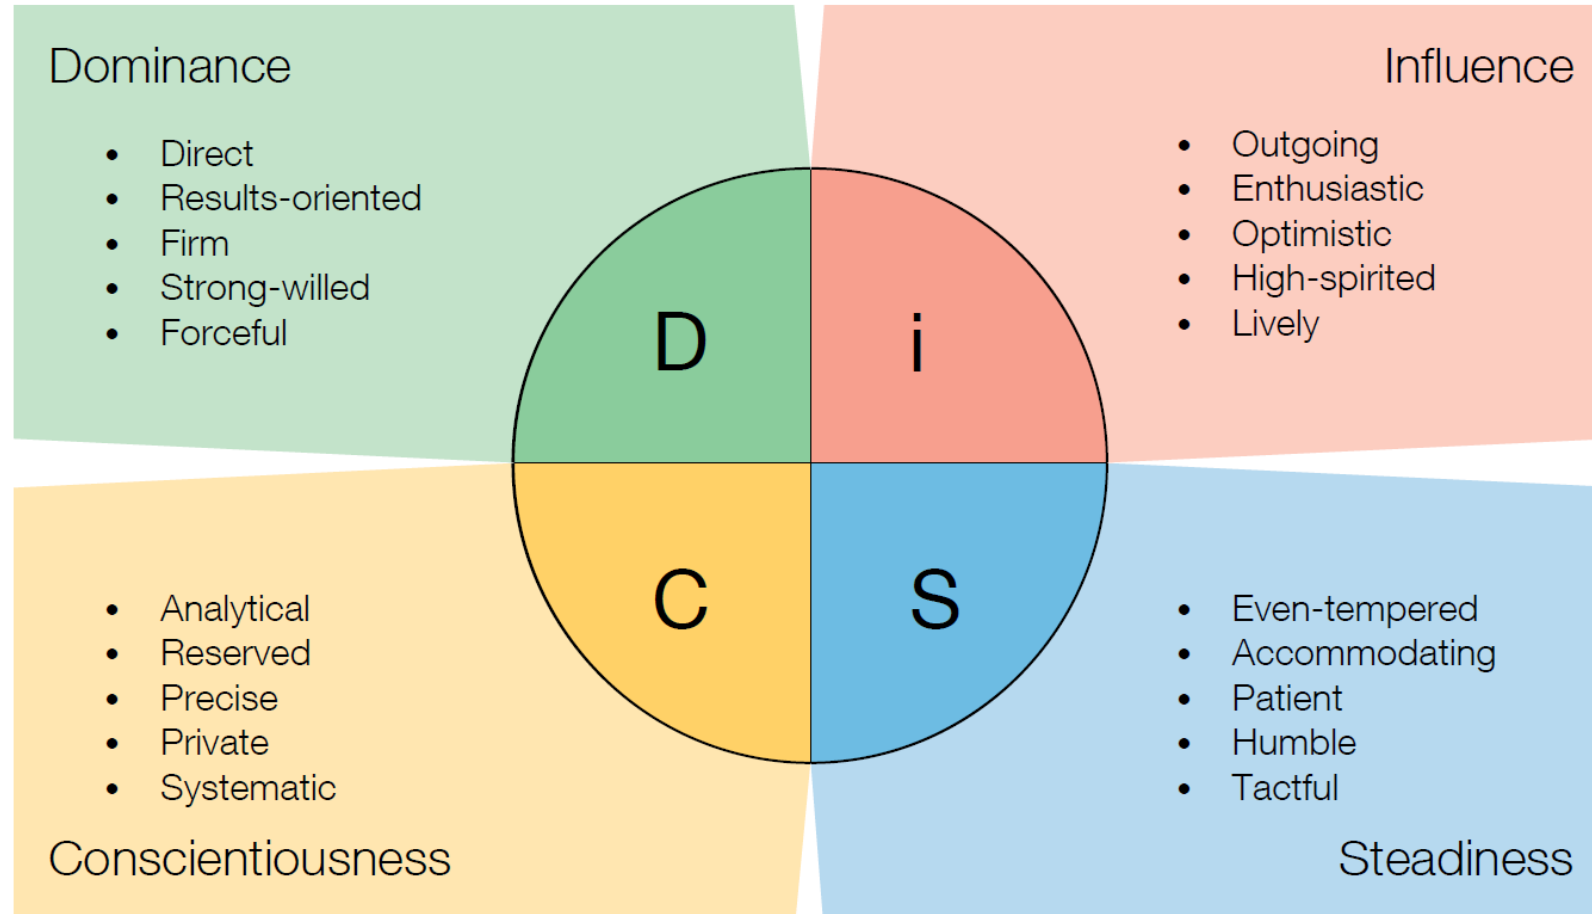 Dominance
• Direct
• Results-oriented
• Firm
• Strong-willed
• Forceful
Influence
• Outgoing
• Enthusiastic
• Optimistic
• High-spirited
• Lively
D
i
C
S
• Analytical
• Reserved
• Precise
• Private
• Systematic
Conscientiousness
• Even-tempered
• Accommodating
• Patient
• Humble
• Tactful
Steadiness